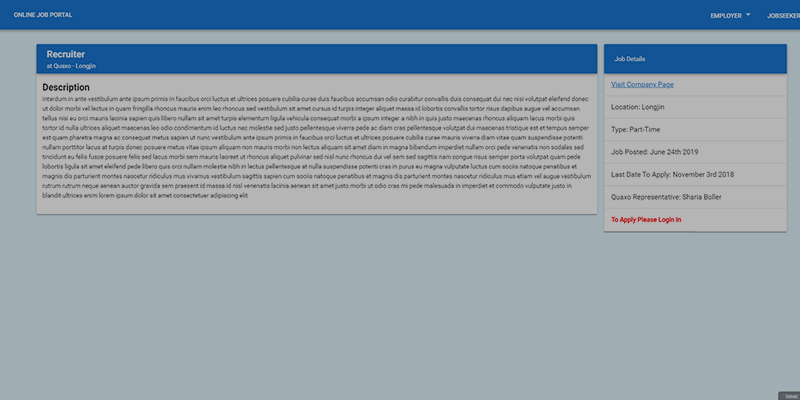 ONLINE JOB PORTAL
EMPLOYER
JOBSEEKER
Recruiter
at Quaxo - Longjin
Description
interdum in ante vestibulum ante ipsum primis in faucibus orci luctus et ultrices posuere cubilia curae duis faucibus accumsan odio curabitur convallis duis consequat dui nec nisi volutpat eleifend donec
ut dolor morbi vel lectus in quam fringilla rhoncus mauris enim leo rhoncus sed vestibulum sit amet cursus id turpis integer aliquet massa id lobortis convallis tortor risus dapibus augue vel accumsan
tellus nisi eu orci mauris lacinia sapien quis libero nullam sit amet turpis elementum ligula vehicula consequat morbi a ipsum integer a nibh in quis justo maecenas rhoncus aliquam lacus morbi quis
tortor id nulla ultrices aliquet maecenas leo odio condimentum id luctus nec molestie sed justo pellentesque viverra pede ac diam cras pellentesque volutpat dui maecenas tristique est et tempus semper
est quam pharetra magna ac consequat metus sapien ut nunc vestibulum ante ipsum primis in faucibus orci luctus et ultrices posuere cubilia curae mauris viverra diam vitae quam suspendisse potenti
nullam porttitor lacus at turpis donec posuere metus vitae ipsum aliquam non mauris morbi non lectus aliquam sit amet diam in magna bibendum imperdiet nullam orci pede venenatis non sodales sed
tincidunt eu felis fusce posuere felis sed lacus morbi sem mauris laoreet ut rhoncus aliquet pulvinar sed nisl nunc rhoncus dui vel sem sed sagittis nam congue risus semper porta volutpat quam pede
lobortis ligula sit amet eleifend pede libero quis orci nullam molestie nibh in lectus pellentesque at nulla suspendisse potenti cras in purus eu magna vulputate luctus cum sociis natoque penatibus et
magnis dis parturient montes nascetur ridiculus mus vivamus vestibulum sagittis sapien cum sociis natoque penatibus et magnis dis parturient montes nascetur ridiculus mus etiam vel augue vestibulum
rutrum rutrum neque aenean auctor gravida sem praesent id massa id nisl venenatis lacinia aenean sit amet justo morbi ut odio cras mi pede malesuada in imperdiet et commodo vulputate justo in
blandit ultrices enim lorem ipsum dolor sit amet consectetuer adipiscing elit
Job Details
Visit Company Page
Location: Longjin
Type: Part-Time
Job Posted: June 24th 2019
Last Date To Apply: November 3rd 2018
Quaxo Representative: Sharia Boller
To Apply Please Login In